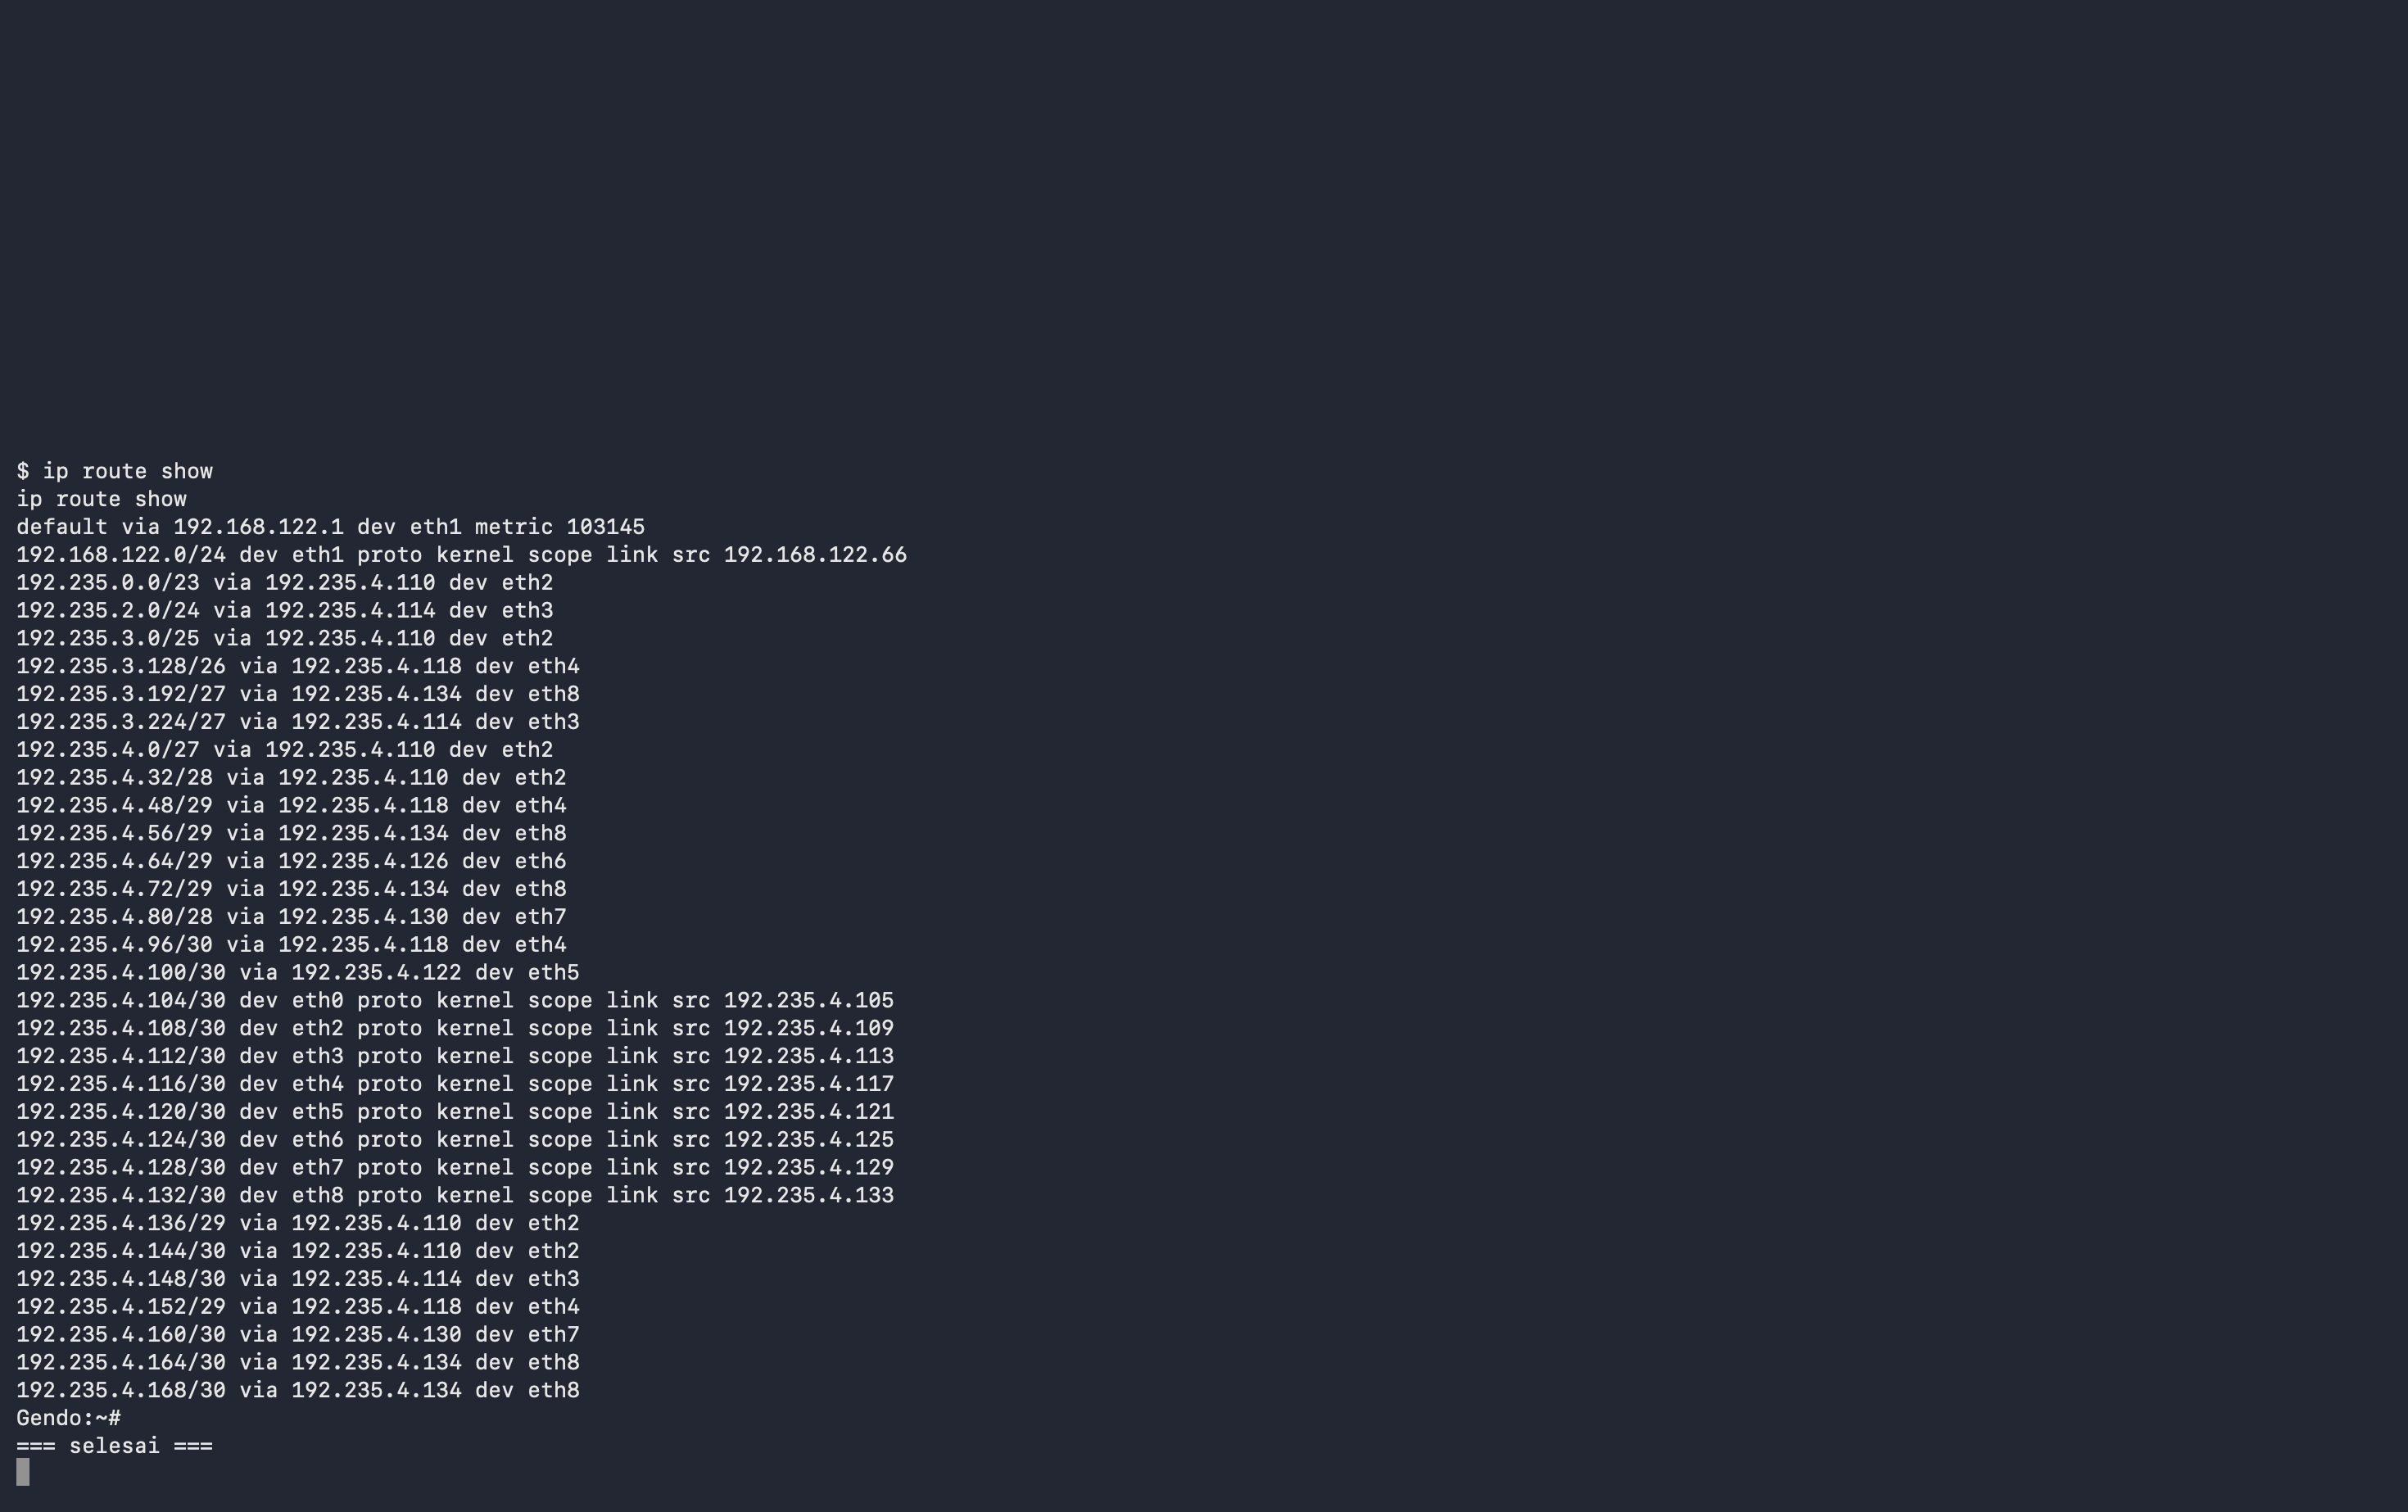 $ ip route show
ip route show
default via 192.168.122.1 dev eth1 metric 103145
192.168.122.0/24 dev eth1 proto kernel scope link src 192.168.122.66
192.235.0.0/23 via 192.235.4.110 dev eth2
192.235.2.0/24 via 192.235.4.114 dev eth3
192.235.3.0/25 via 192.235.4.110 dev eth2
192.235.3.128/26 via 192.235.4.118 dev eth4
192.235.3.192/27 via 192.235.4.134 dev eth8
192.235.3.224/27 via 192.235.4.114 dev eth3
192.235.4.0/27 via 192.235.4.110 dev eth2
192.235.4.32/28 via 192.235.4.110 dev eth2
192.235.4.48/29 via 192.235.4.118 dev eth4
192.235.4.56/29 via 192.235.4.134 dev eth8
192.235.4.64/29 via 192.235.4.126 dev eth6
192.235.4.72/29 via 192.235.4.134 dev eth8
192.235.4.80/28 via 192.235.4.130 dev eth7
192.235.4.96/30 via 192.235.4.118 dev eth4
192.235.4.100/30 via 192.235.4.122 dev eth5
192.235.4.104/30 dev eth0 proto kernel scope link src 192.235.4.105
192.235.4.108/30 dev eth2 proto kernel scope link src 192.235.4.109
192.235.4.112/30 dev eth3 proto kernel scope link src 192.235.4.113
192.235.4.116/30 dev eth4 proto kernel scope link src 192.235.4.117
192.235.4.120/30 dev eth5 proto kernel scope link src 192.235.4.121
192.235.4.124/30 dev eth6 proto kernel scope link src 192.235.4.125
192.235.4.128/30 dev eth7 proto kernel scope link src 192.235.4.129
192.235.4.132/30 dev eth8 proto kernel scope link src 192.235.4.133
192.235.4.136/29 via 192.235.4.110 dev eth2
192.235.4.144/30 via 192.235.4.110 dev eth2
192.235.4.148/30 via 192.235.4.114 dev eth3
192.235.4.152/29 via 192.235.4.118 dev eth4
192.235.4.160/30 via 192.235.4.130 dev eth7
192.235.4.164/30 via 192.235.4.134 dev eth8
192.235.4.168/30 via 192.235.4.134 dev eth8
Gendo:~#
=== selesai ===